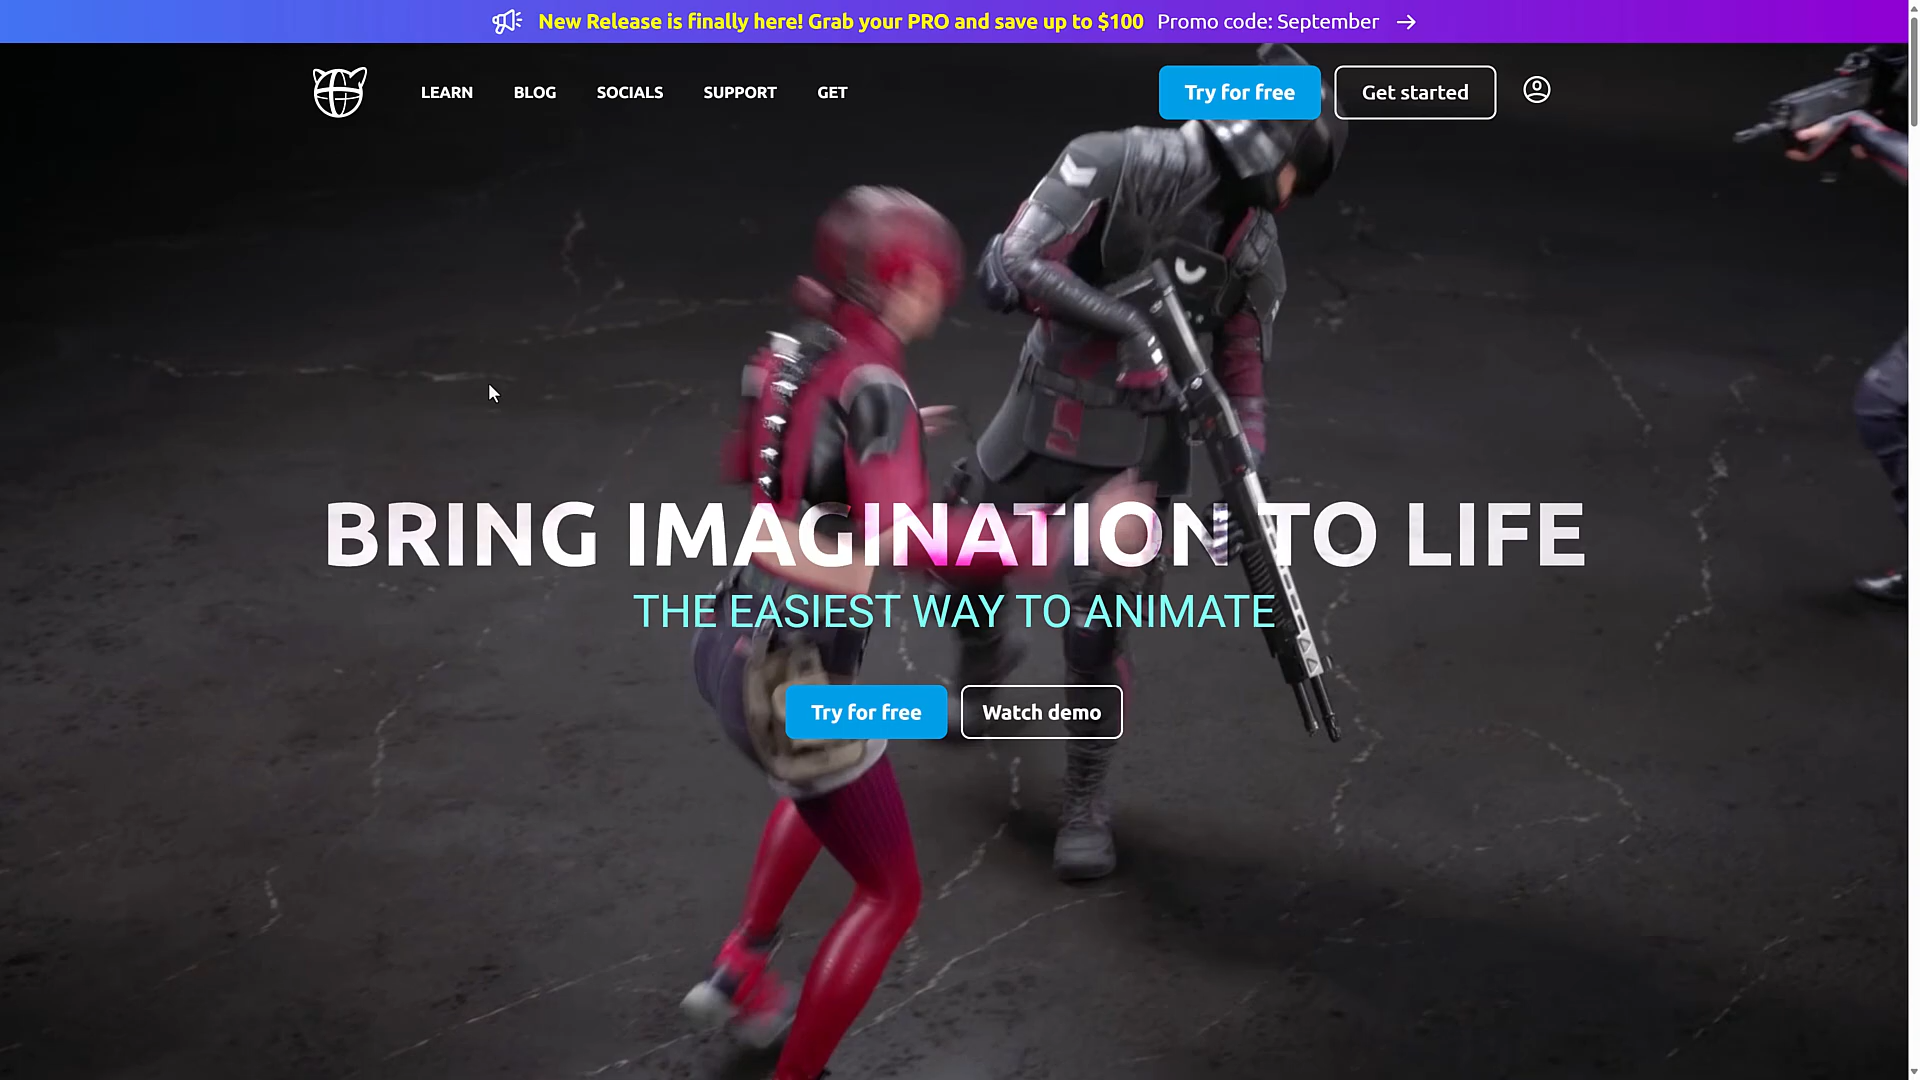 New Release is finally here! Grab your PRO and save up to $100 Promo code: September
LEARN BLOG SOCIALS SUPPORT GET Try for free Get started
BRING IMAGINATION TO LIFE
THE EASIEST WAY TO ANIMATE
Try for free Watch demo